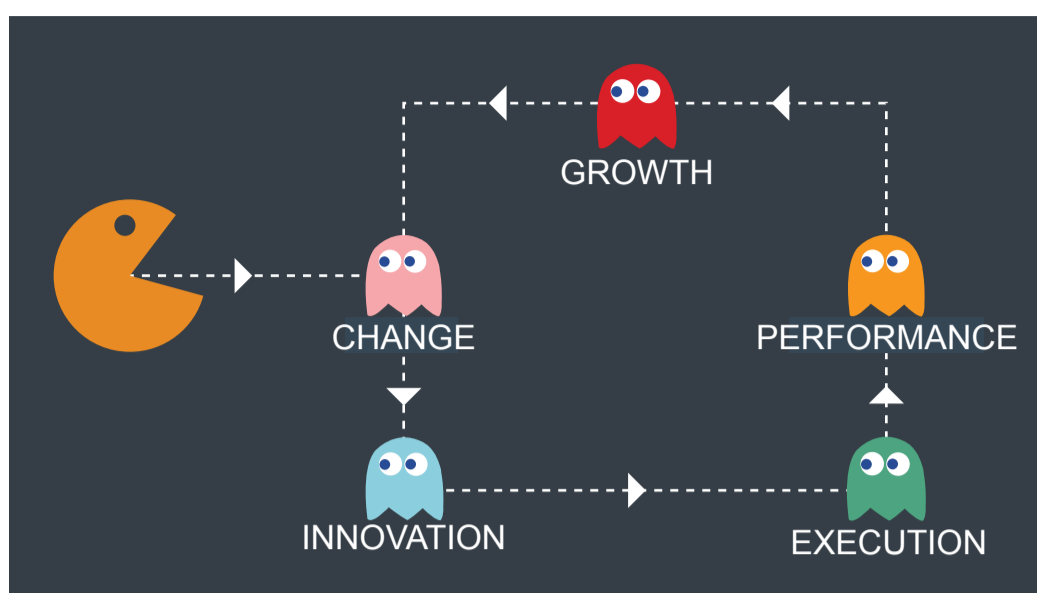 GROWTH
CHANGE
PERFORMANCE
INNOVATION
EXECUTION